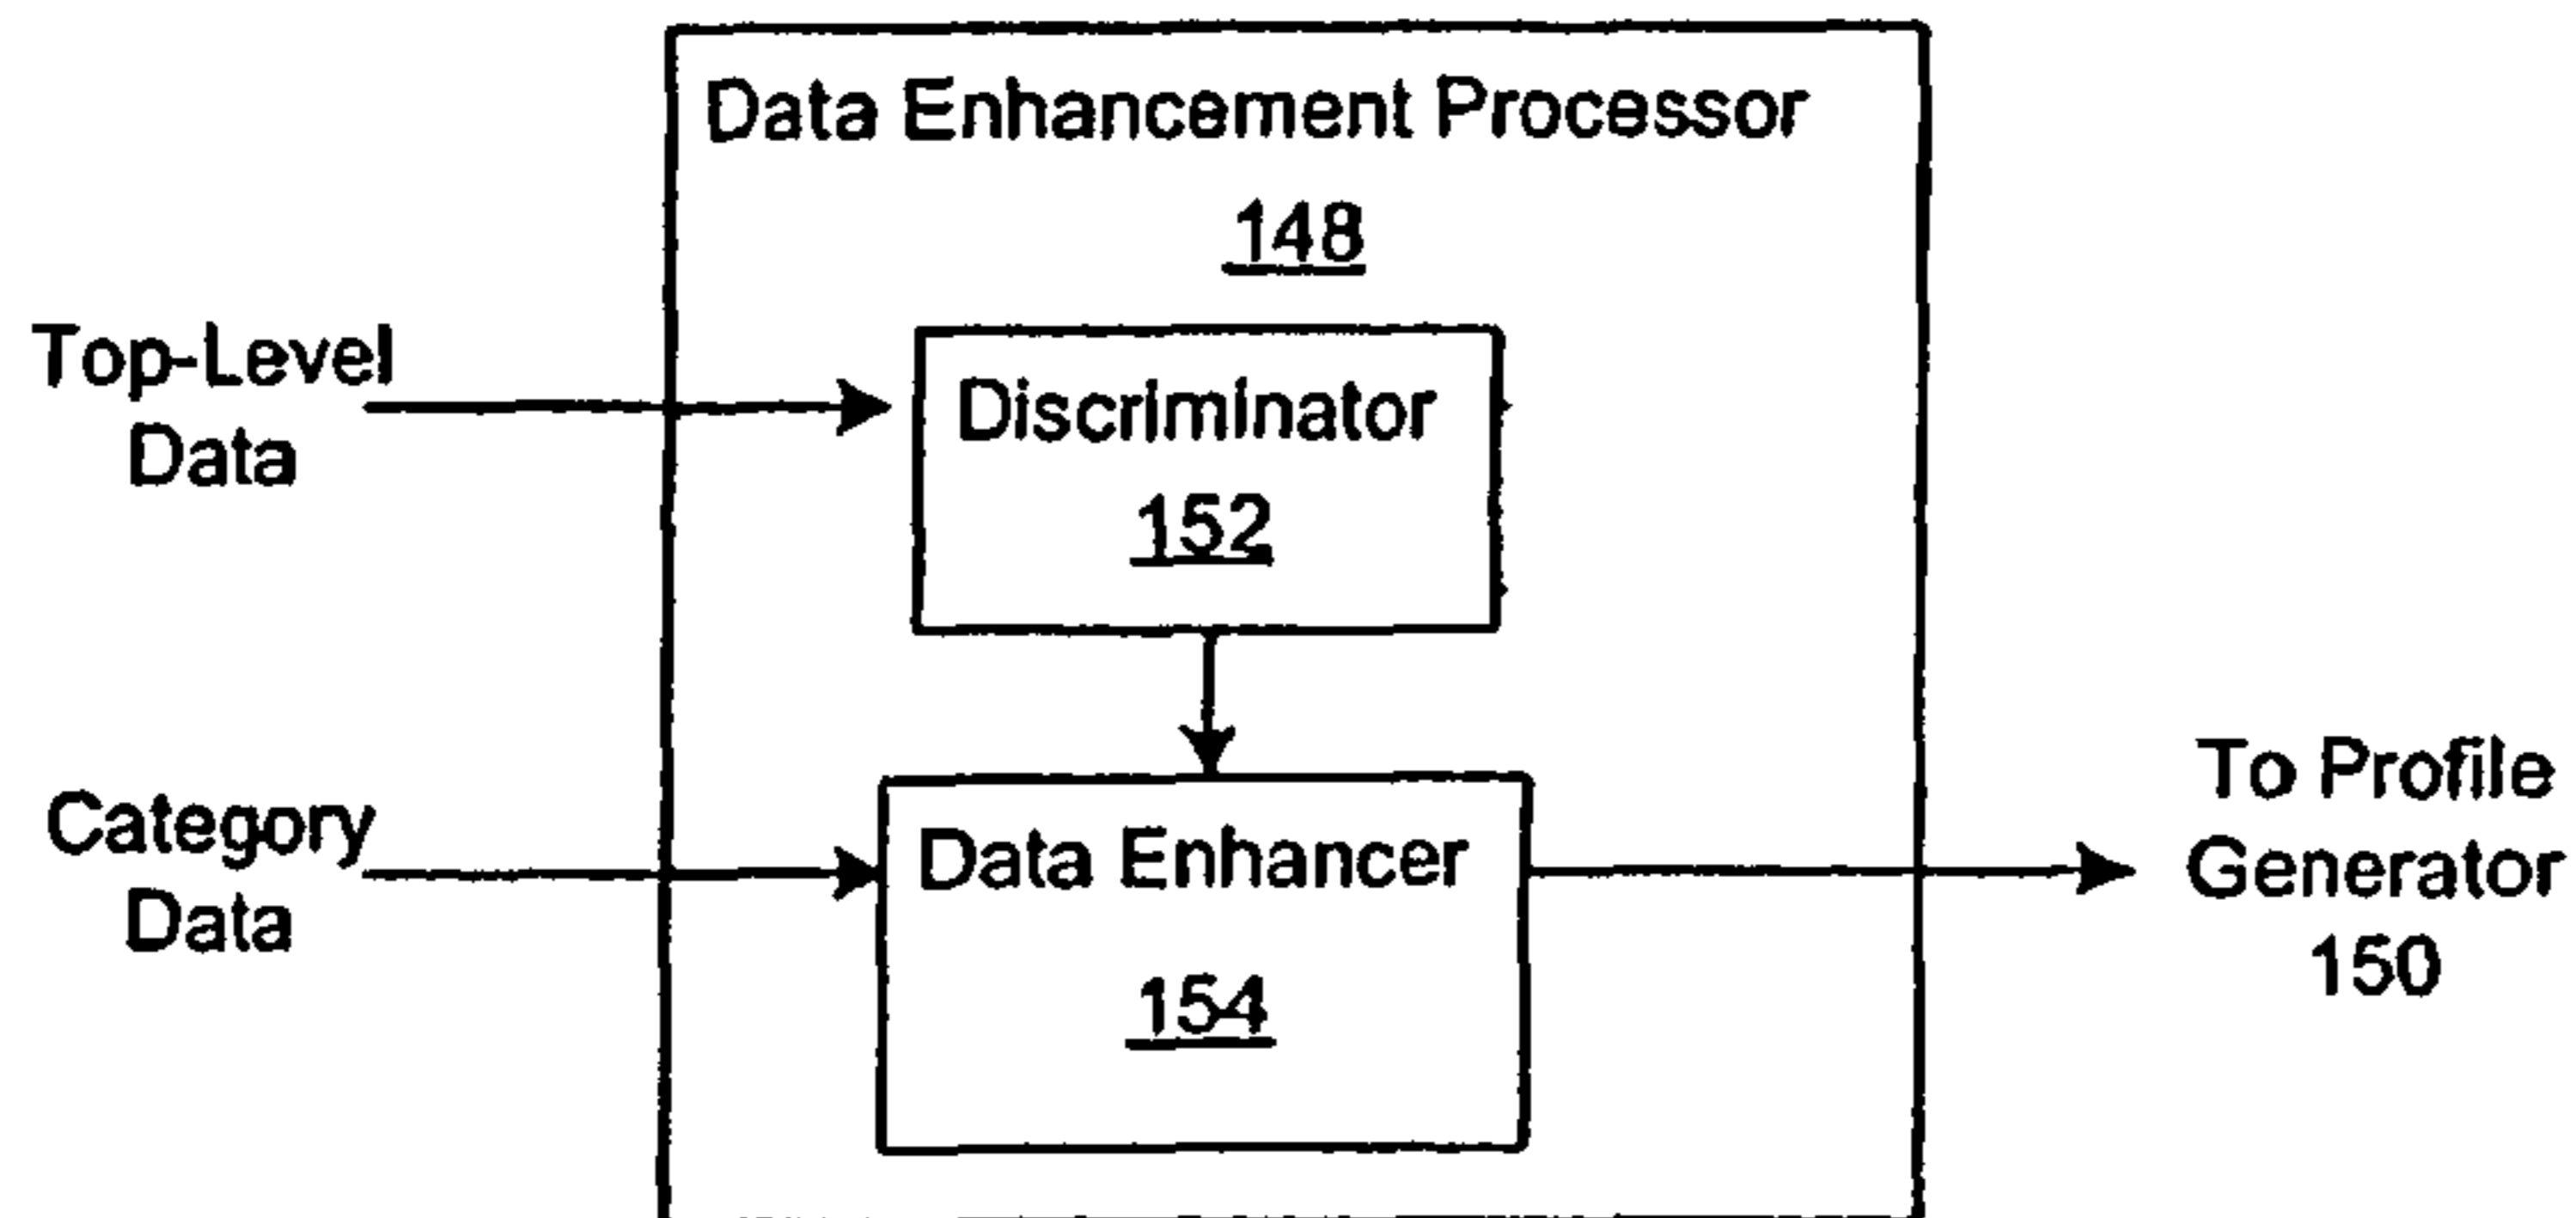 Data Enhancement Processor
148
Top-Level
Data
Discriminator
152
Category
Data
Data Enhancer
154
To Profile
Generator
150